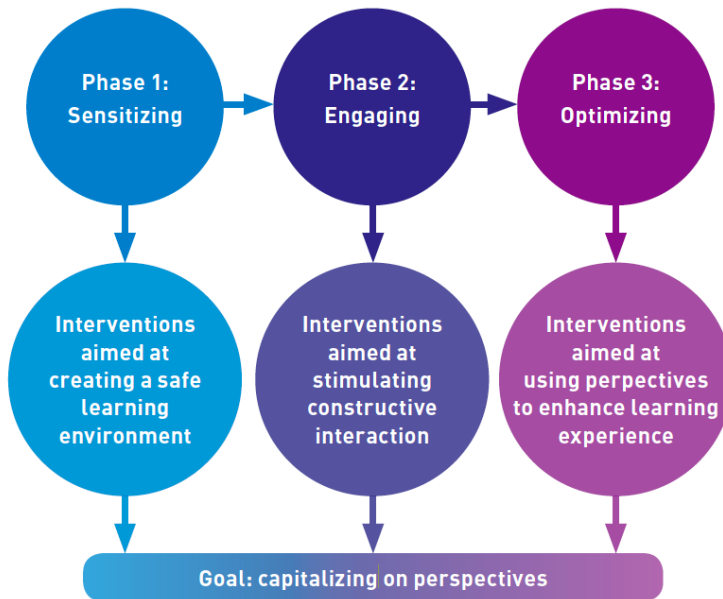 Phase 1:
Sensitizing
Phase 2:
Engaging
Phase 3:
Optimizing
Interventions
aimed at
creating a safe
learning
environment
Interventions
aimed at
stimulating
constructive
interaction
Interventions
aimed at
using perpectives
to enhance learning
experience
Goal: capitalizing on perspectives